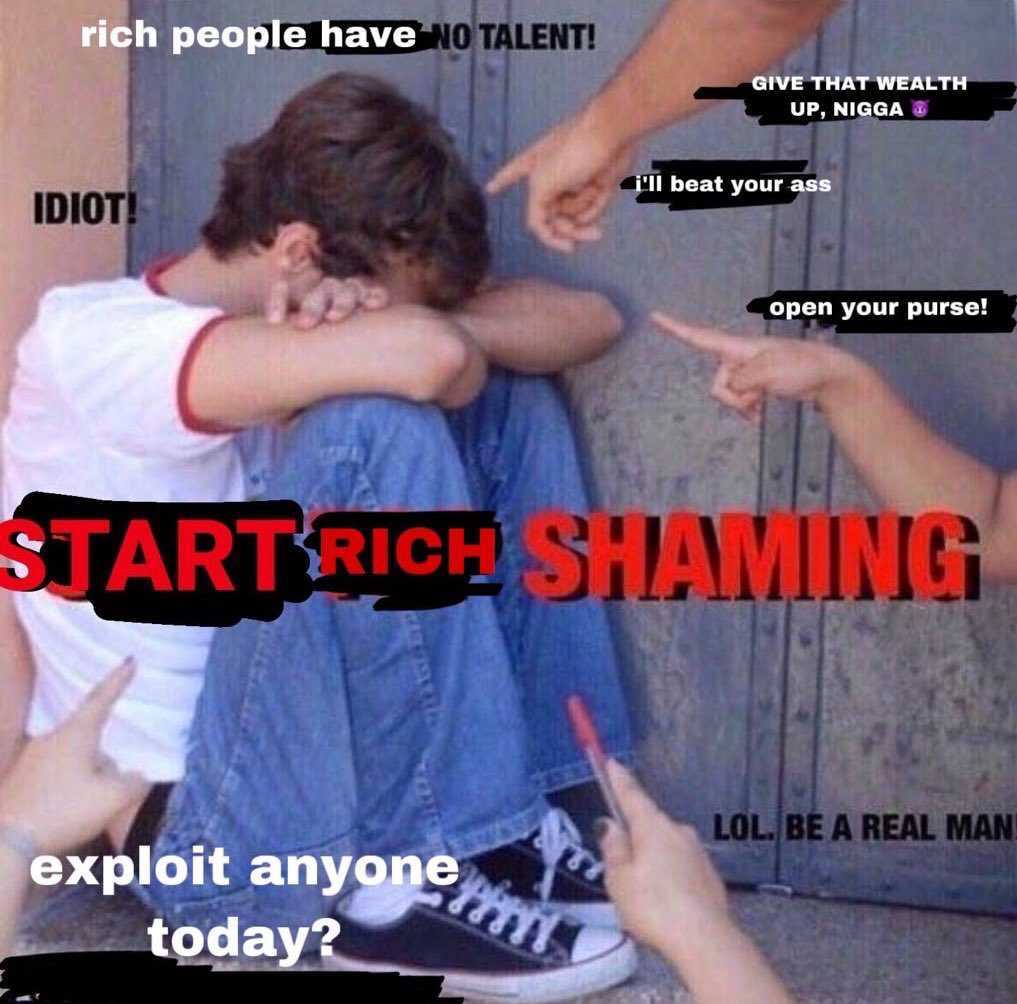 rich people have NO TALENT!
GIVE THAT WEALTH
UP, NIGGA 😈
i'll beat your ass
IDIOT!
open your purse!
START RICH SHAMING
LOL. BE A REAL MAN
exploit anyone
today?